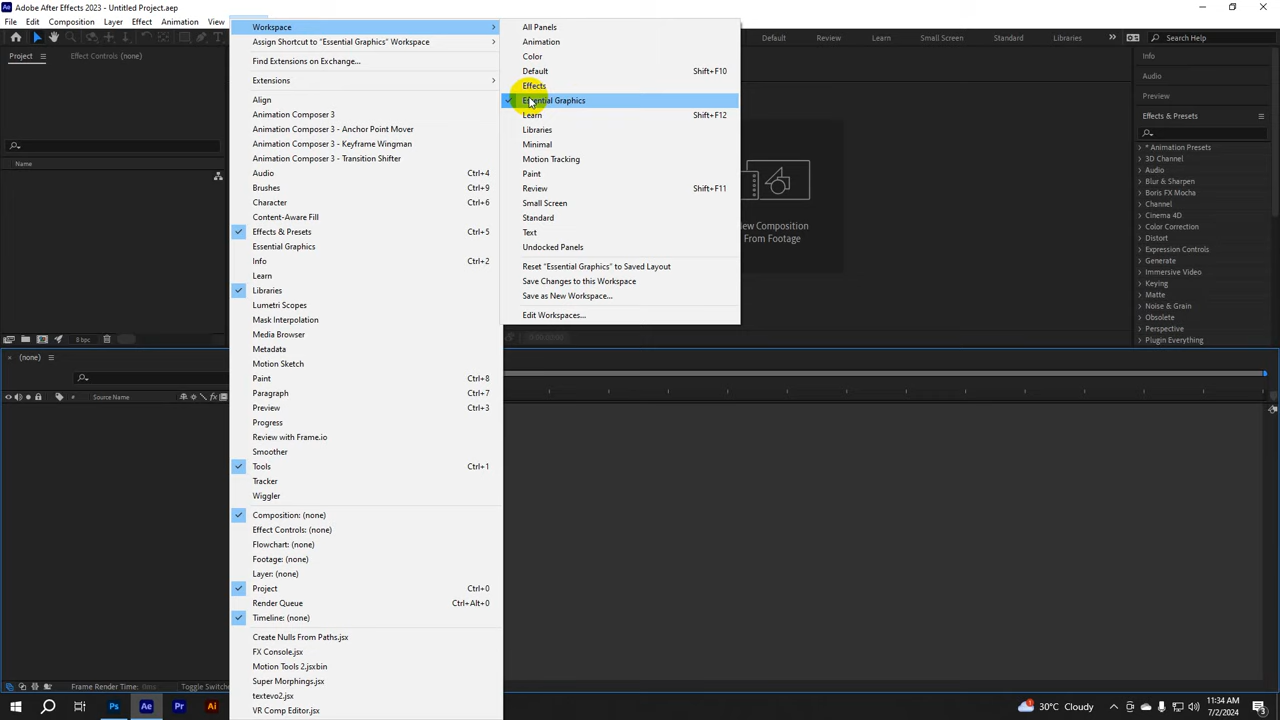 Adobe After Effects 2023 - Untitled Project.aep
File Edit Composition Layer Effect Animation View
Default Review Learn Small Screen Standard Libraries Search Help
Project
Effect Controls: (none)
Name
8 bpc
Workspace
Assign Shortcut to "Essential Graphics" Workspace
Find Extensions on Exchange...
Extensions
Align
Animation Composer 3
Animation Composer 3 - Anchor Point Mover
Animation Composer 3 - Keyframe Wingman
Animation Composer 3 - Transition Shifter
Audio Ctrl+4
Brushes Ctrl+9
Character Ctrl+6
Content-Aware Fill
Effects & Presets Ctrl+5
Essential Graphics
Info Ctrl+2
Learn
Libraries
Lumetri Scopes
Mask Interpolation
Media Browser
Metadata
Motion Sketch
Paint Ctrl+8
Paragraph Ctrl+7
Preview Ctrl+3
Progress
Review with Frame.io
Smoother
Tools Ctrl+1
Tracker
Wiggler
Composition: (none)
Effect Controls: (none)
Flowchart: (none)
Footage: (none)
Layer: (none)
Project Ctrl+0
Render Queue Ctrl+Alt+0
Timeline: (none)
Create Nulls From Paths.jsx
FX Console.jsx
Motion Tools 2.jsxbin
Super Morphings.jsx
textevo2.jsx
VR Comp Editor.jsx
All Panels
Animation
Color
Default Shift+F10
Effects
Essential Graphics
Learn Shift+F12
Libraries
Minimal
Motion Tracking
Paint
Review Shift+F11
Small Screen
Standard
Text
Undocked Panels
Reset "Essential Graphics" to Saved Layout
Save Changes to this Workspace
Save as New Workspace...
Edit Workspaces...
New Composition
From Footage
Info
Audio
Preview
Effects & Presets
* Animation Presets
3D Channel
Audio
Blur & Sharpen
Boris FX Mocha
Channel
Cinema 4D
Color Correction
Distort
Expression Controls
Generate
Immersive Video
Keying
Matte
Noise & Grain
Obsolete
Perspective
Plugin Everything
(none)
# Source Name
Frame Render Time: 0ms
Toggle Switche
Ps Ae Pr Ai
30°C Cloudy
11:34 AM
7/2/2024